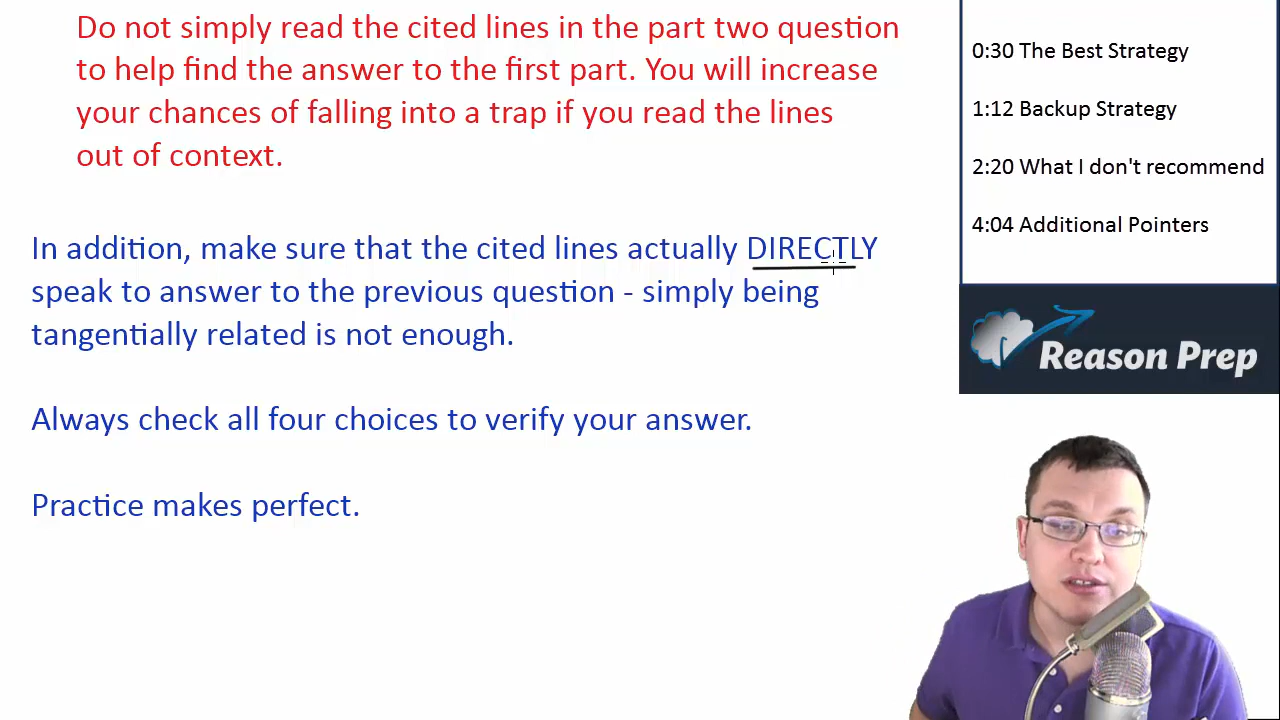 Do not simply read the cited lines in the part two question
to help find the answer to the first part. You will increase
your chances of falling into a trap if you read the lines
out of context.
In addition, make sure that the cited lines actually DIRECTLY
speak to answer to the previous question - simply being
tangentially related is not enough.
Always check all four choices to verify your answer.
Practice makes perfect.
0:30 The Best Strategy
1:12 Backup Strategy
2:20 What I don't recommend
4:04 Additional Pointers
Reason Prep